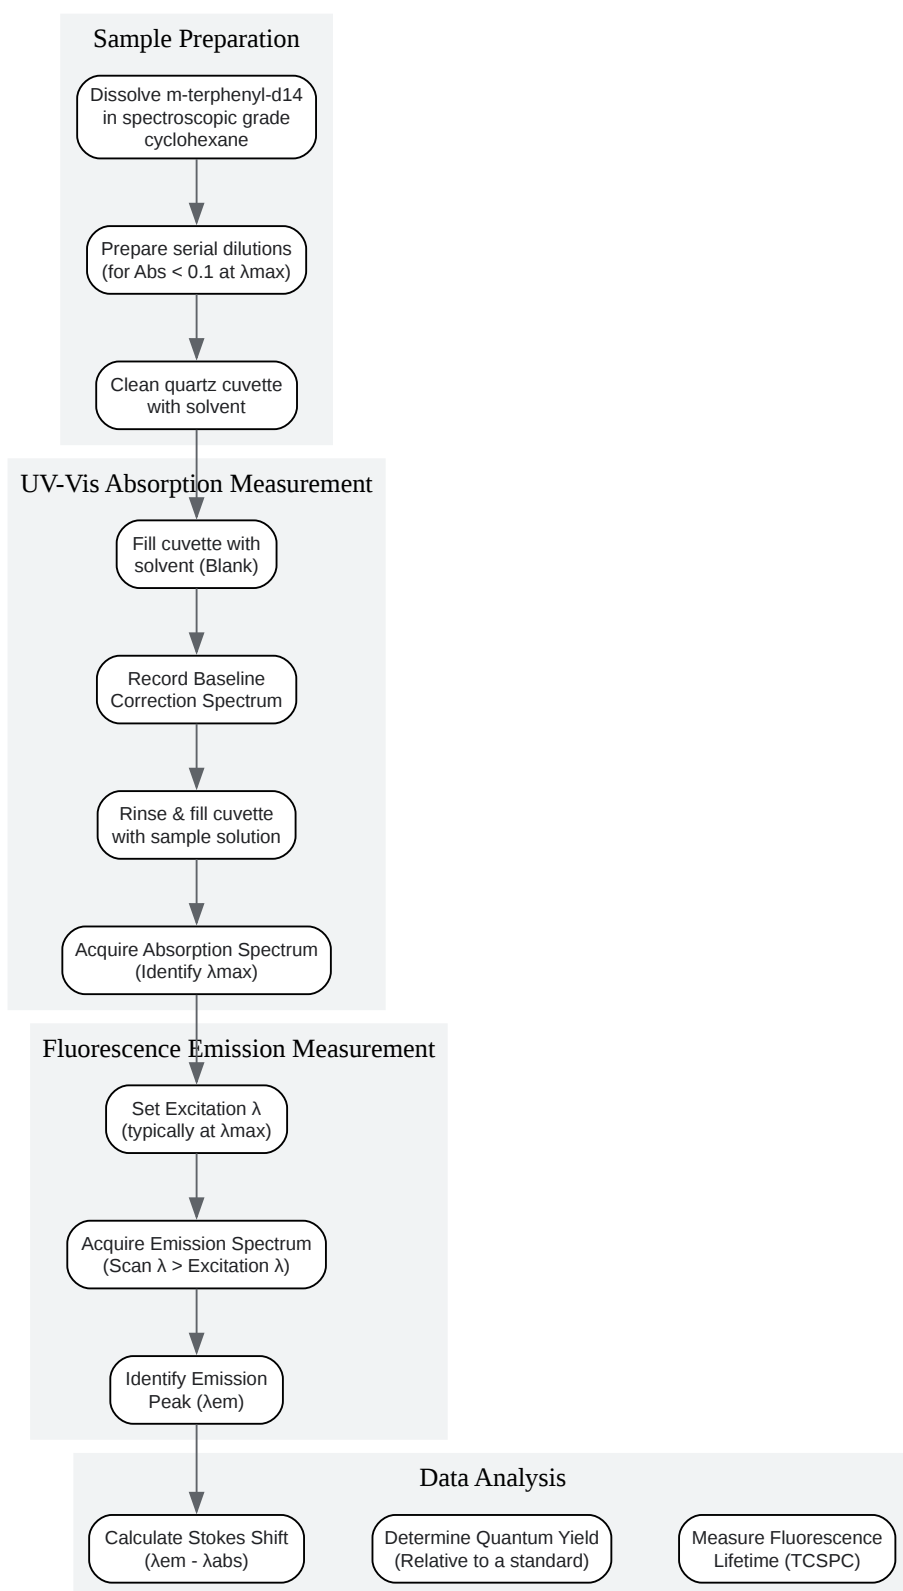 Sample Preparation
Dissolve m-terphenyl-d14
in spectroscopic grade
cyclohexane
Prepare serial dilutions
(for Abs < 0.1 at λmax)
Clean quartz cuvette
with solvent
UV-Vis Absorption Measurement
Fill cuvette with
solvent (Blank)
Record Baseline
Correction Spectrum
Rinse & fill cuvette
with sample solution
Acquire Absorption Spectrum
(Identify λmax)
Fluorescence Emission Measurement
Set Excitation λ
(typically at λmax)
Acquire Emission Spectrum
(Scan λ > Excitation λ)
Identify Emission
Peak (λem)
Data Analysis
Calculate Stokes Shift
(λem - λabs)
Determine Quantum Yield
(Relative to a standard)
Measure Fluorescence
Lifetime (TCSPC)